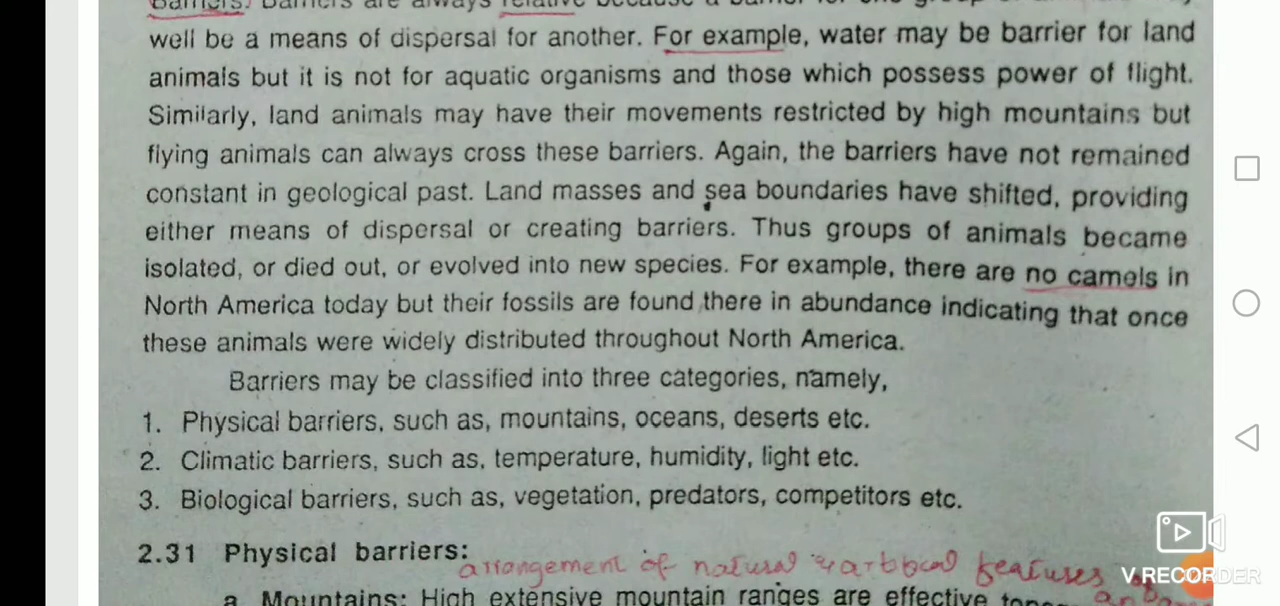 Barriers. Barriers are always relative because a barrier for one group of
well be a means of dispersal for another. For example, water may be barrier for land
animals but it is not for aquatic organisms and those which possess power of flight.
Similarly, land animals may have their movements restricted by high mountains but
flying animals can always cross these barriers. Again, the barriers have not remained
constant in geological past. Land masses and sea boundaries have shifted, providing
either means of dispersal or creating barriers. Thus groups of animals became
isolated, or died out, or evolved into new species. For example, there are no camels in
North America today but their fossils are found there in abundance indicating that once
these animals were widely distributed throughout North America.
Barriers may be classified into three categories, namely,
1. Physical barriers, such as, mountains, oceans, deserts etc.
2. Climatic barriers, such as, temperature, humidity, light etc.
3. Biological barriers, such as, vegetation, predators, competitors etc.
2.31 Physical barriers:
arrangement of natural features
V.RECORDER
a Mountains: High extensive mountain ranges are effective